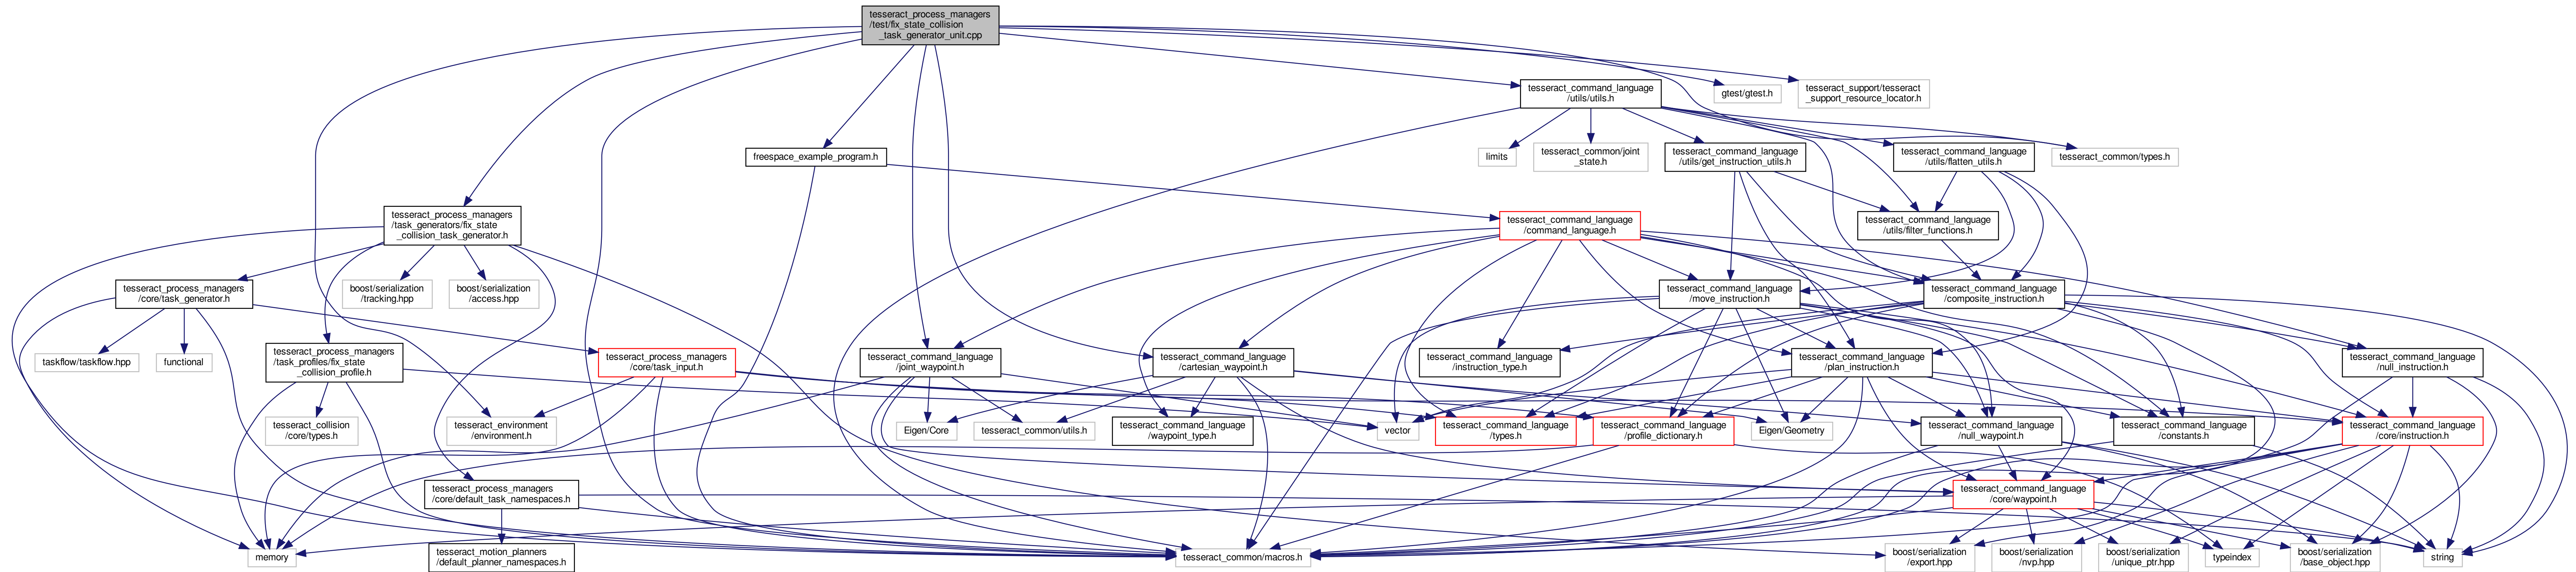 tesseract_process_managers
/test/fix_state_collision
_task_generator_unit.cpp
tesseract_command_language
/utils/utils.h
gtest/gtest.h
tesseract_support/tesseract
_support_resource_locator.h
freespace_example_program.h
limits
tesseract_common/joint
_state.h
tesseract_command_language
/utils/get_instruction_utils.h
tesseract_command_language
/utils/flatten_utils.h
tesseract_common/types.h
tesseract_process_managers
/task_generators/fix_state
_collision_task_generator.h
tesseract_command_language
/command_language.h
tesseract_command_language
/utils/filter_functions.h
tesseract_process_managers
/core/task_generator.h
boost/serialization
/tracking.hpp
boost/serialization
/access.hpp
tesseract_command_language
/move_instruction.h
tesseract_command_language
/composite_instruction.h
taskflow/taskflow.hpp
functional
tesseract_process_managers
/task_profiles/fix_state
_collision_profile.h
tesseract_process_managers
/core/task_input.h
tesseract_command_language
/joint_waypoint.h
tesseract_command_language
/cartesian_waypoint.h
tesseract_command_language
/instruction_type.h
tesseract_command_language
/plan_instruction.h
tesseract_command_language
/null_instruction.h
tesseract_collision
/core/types.h
tesseract_environment
/environment.h
Eigen/Core
tesseract_common/utils.h
tesseract_command_language
/waypoint_type.h
vector
tesseract_command_language
/types.h
tesseract_command_language
/profile_dictionary.h
Eigen/Geometry
tesseract_command_language
/null_waypoint.h
tesseract_command_language
/constants.h
tesseract_command_language
/core/instruction.h
tesseract_process_managers
/core/default_task_namespaces.h
tesseract_command_language
/core/waypoint.h
memory
tesseract_motion_planners
/default_planner_namespaces.h
tesseract_common/macros.h
boost/serialization
/export.hpp
boost/serialization
/nvp.hpp
boost/serialization
/unique_ptr.hpp
typeindex
boost/serialization
/base_object.hpp
string